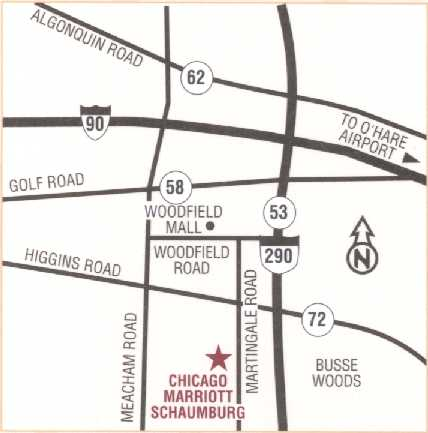 ALGONQUIN ROAD
62
90
TO O'HARE
AIRPORT
GOLF ROAD
58
WOODFIELD
MALL
53
HIGGINS ROAD
WOODFIELD
ROAD
290
N
MEACHAM ROAD
MARTINGALE ROAD
72
CHICAGO
MARRIOTT
SCHAUMBURG
BUSSE
WOODS